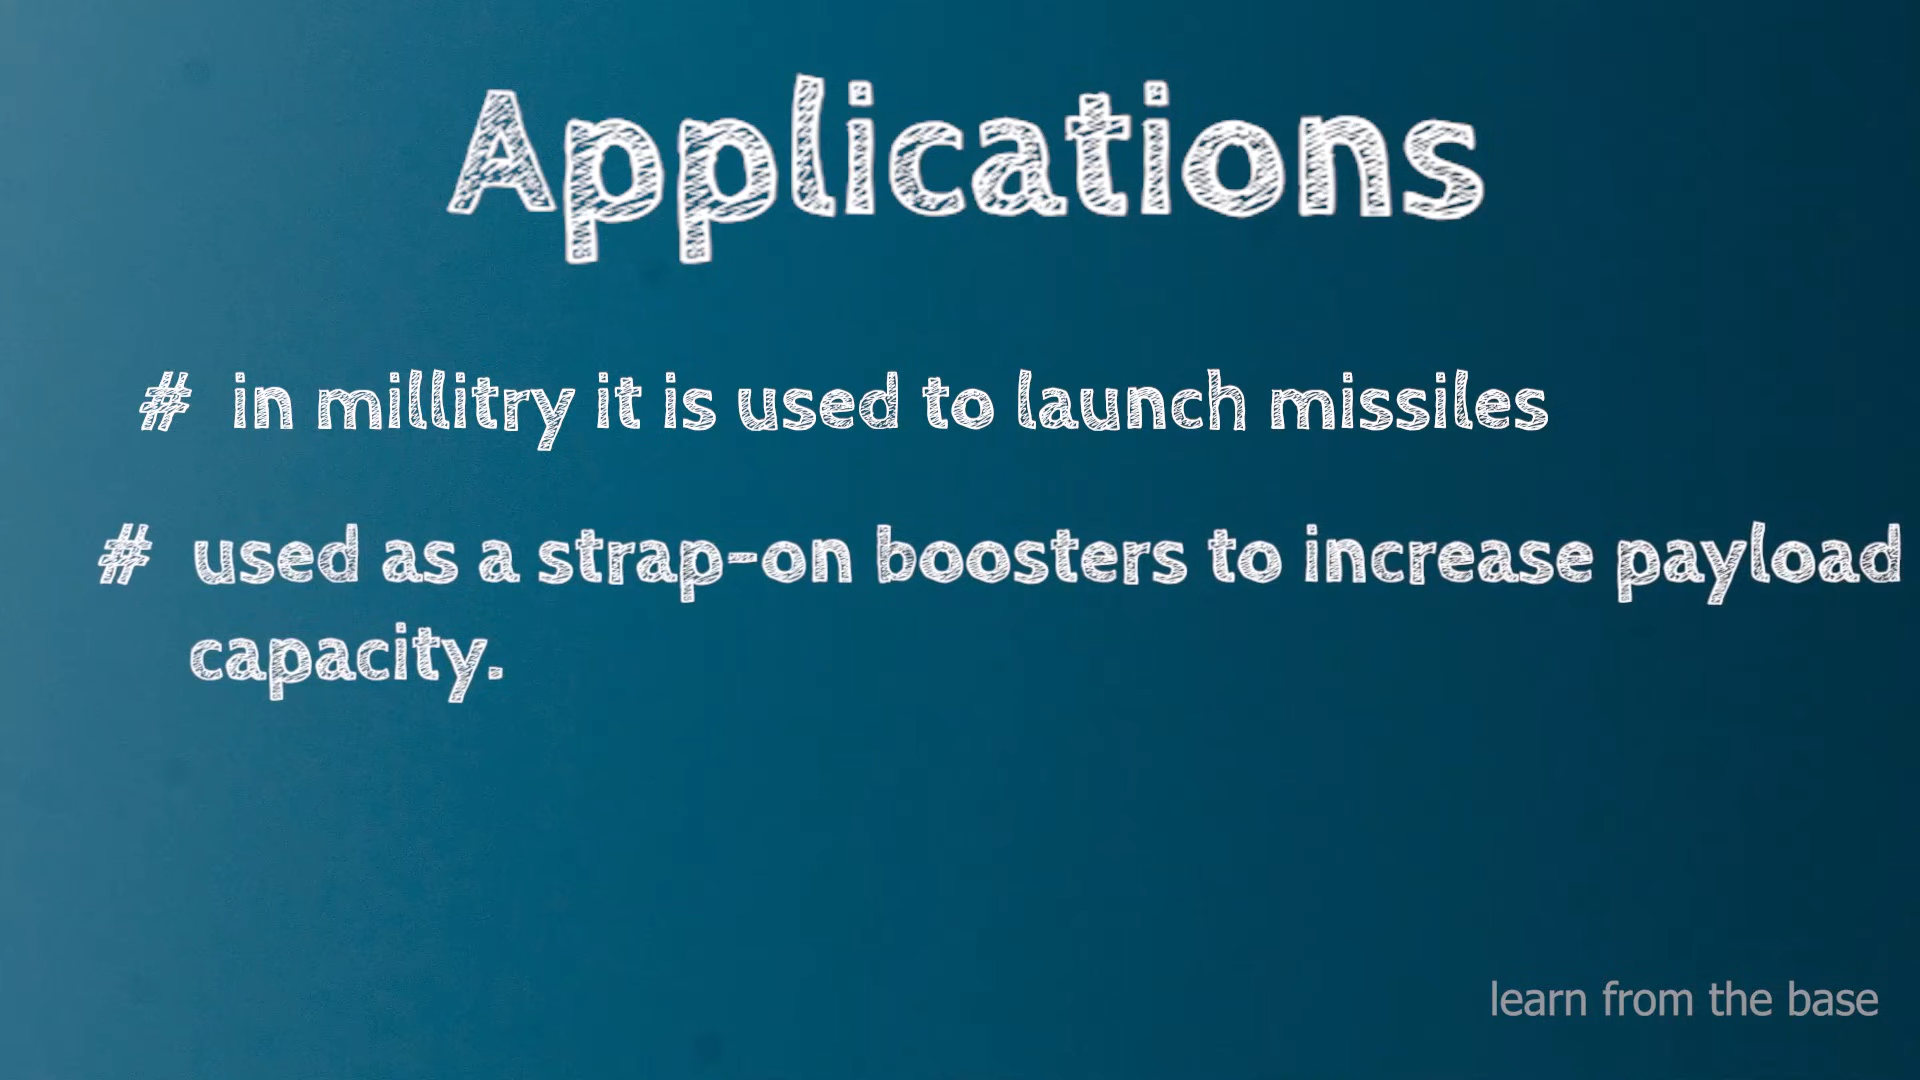 Applications
# in millitry it is used to launch missiles
# used as a strap-on boosters to increase payload
capacity.
learn from the base